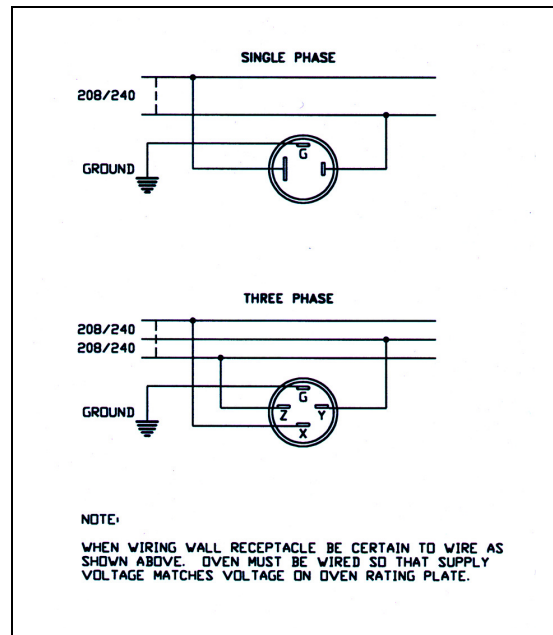 SINGLE PHASE
208/240
G
GROUND
THREE PHASE
208/240
208/240
G
GROUND
Z Y
X
NOTE:
WHEN WIRING WALL RECEPTACLE BE CERTAIN TO WIRE AS
SHOWN ABOVE. OVEN MUST BE WIRED SO THAT SUPPLY
VOLTAGE MATCHES VOLTAGE ON OVEN RATING PLATE.